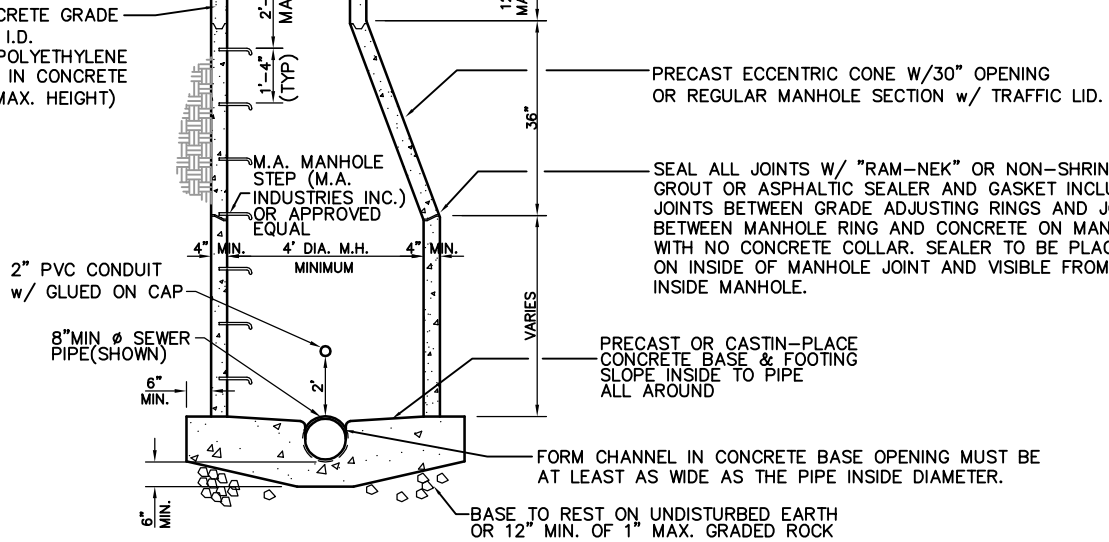 CRETE GRADE
I.D.
POLYETHYLENE
IN CONCRETE
MAX. HEIGHT)
2'-
MA
1'-4"
(TYP)
12
MA
36"
PRECAST ECCENTRIC CONE W/30" OPENING
OR REGULAR MANHOLE SECTION w/ TRAFFIC LID.
M.A. MANHOLE
STEP (M.A.
INDUSTRIES INC.)
OR APPROVED
EQUAL
SEAL ALL JOINTS W/ "RAM-NEK" OR NON-SHRIN
GROUT OR ASPHALTIC SEALER AND GASKET INCLU
JOINTS BETWEEN GRADE ADJUSTING RINGS AND J
BETWEEN MANHOLE RING AND CONCRETE ON MAN
WITH NO CONCRETE COLLAR. SEALER TO BE PLAC
ON INSIDE OF MANHOLE JOINT AND VISIBLE FROM
INSIDE MANHOLE.
4" MIN. 4' DIA. M.H. 4" MIN.
MINIMUM
2" PVC CONDUIT
w/ GLUED ON CAP
VARIES
8"MIN ø SEWER
PIPE(SHOWN)
2'
PRECAST OR CASTIN-PLACE
CONCRETE BASE & FOOTING
SLOPE INSIDE TO PIPE
ALL AROUND
6"
MIN.
FORM CHANNEL IN CONCRETE BASE OPENING MUST BE
AT LEAST AS WIDE AS THE PIPE INSIDE DIAMETER.
6"
MIN.
BASE TO REST ON UNDISTURBED EARTH
OR 12" MIN. OF 1" MAX. GRADED ROCK